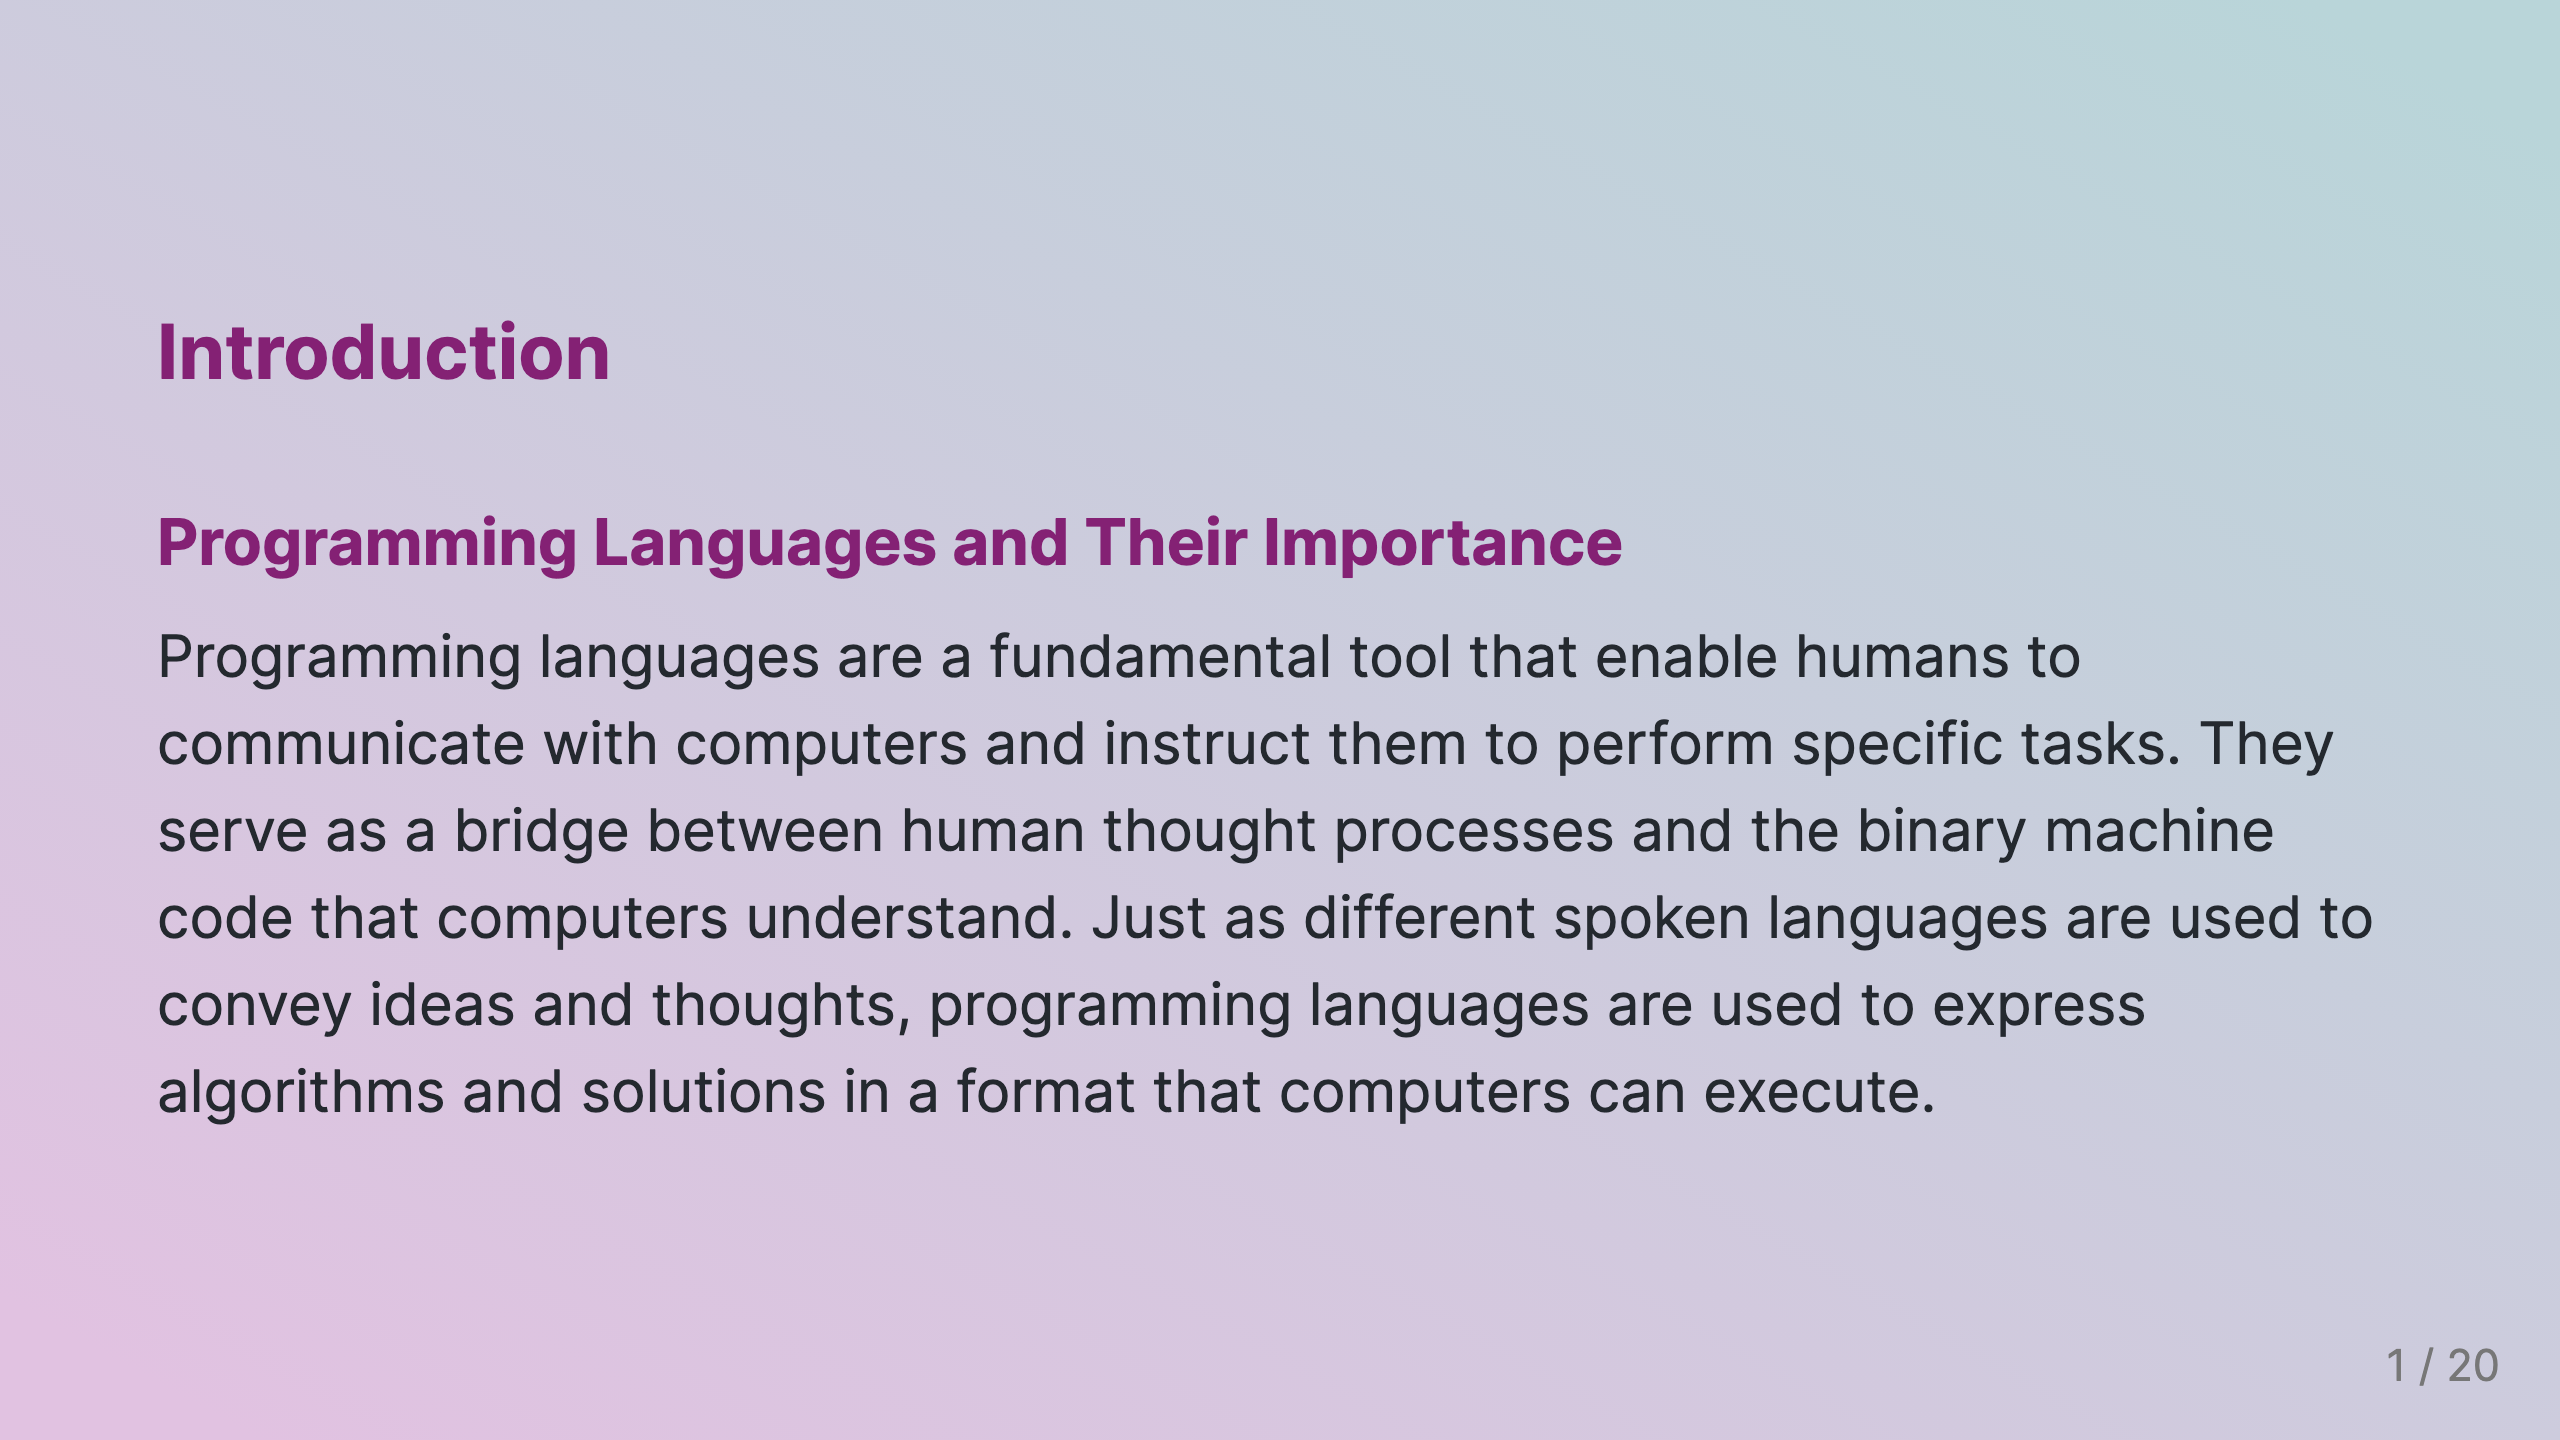 Introduction
Programming Languages and Their Importance
Programming languages are a fundamental tool that enable humans to
communicate with computers and instruct them to perform specific tasks. They
serve as a bridge between human thought processes and the binary machine
code that computers understand. Just as different spoken languages are used to
convey ideas and thoughts, programming languages are used to express
algorithms and solutions in a format that computers can execute.
1 / 20